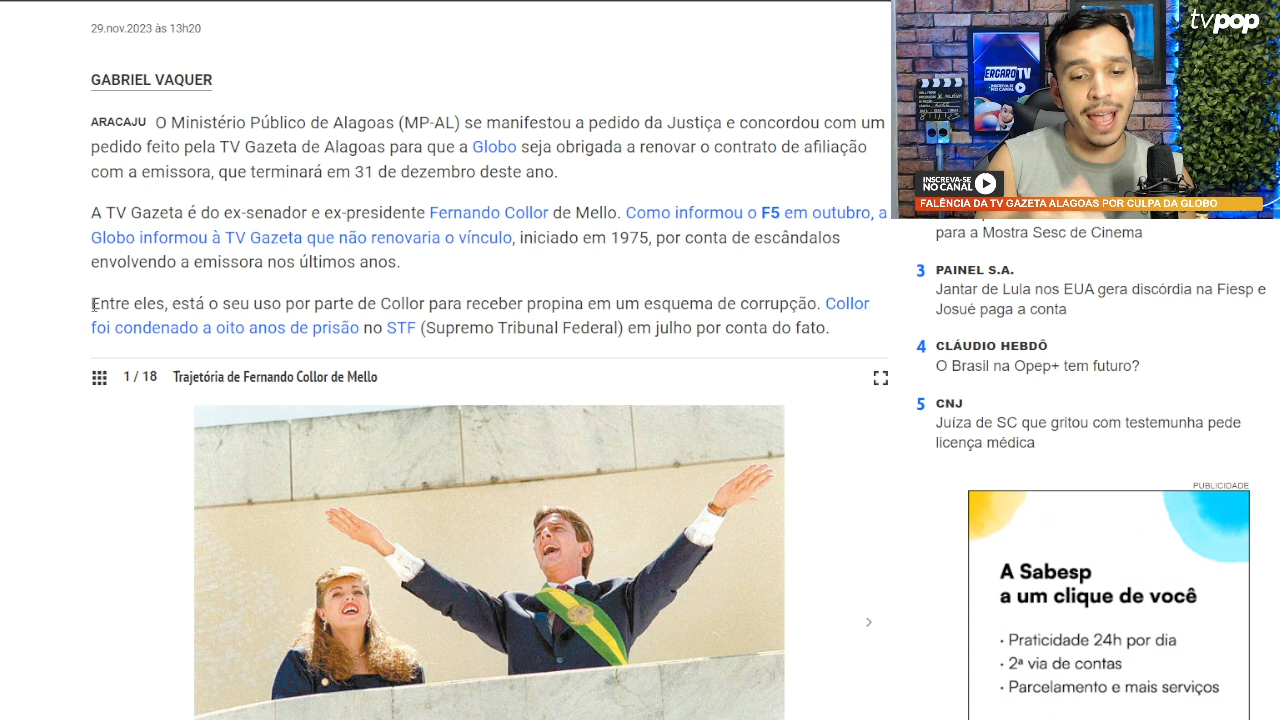 29.nov.2023 às 13h20
GABRIEL VAQUER
ARACAJU O Ministério Público de Alagoas (MP-AL) se manifestou a pedido da Justiça e concordou com um
pedido feito pela TV Gazeta de Alagoas para que a Globo seja obrigada a renovar o contrato de afiliação
com a emissora, que terminará em 31 de dezembro deste ano.
A TV Gazeta é do ex-senador e ex-presidente Fernando Collor de Mello. Como informou o F5 em outubro, a
Globo informou à TV Gazeta que não renovaria o vínculo, iniciado em 1975, por conta de escândalos
envolvendo a emissora nos últimos anos.
Entre eles, está o seu uso por parte de Collor para receber propina em um esquema de corrupção. Collor
foi condenado a oito anos de prisão no STF (Supremo Tribunal Federal) em julho por conta do fato.
1 / 18 Trajetória de Fernando Collor de Mello
tvpop
ERGARO TV
INSCREVA-SE
NO CANAL
INSCREVA-SE
NO CANAL
FALÊNCIA DA TV GAZETA ALAGOAS POR CULPA DA GLOBO
para a Mostra Sesc de Cinema
3 PAINEL S.A.
Jantar de Lula nos EUA gera discórdia na Fiesp e
Josué paga a conta
4 CLÁUDIO HEBDÔ
O Brasil na Opep+ tem futuro?
5 CNJ
Juíza de SC que gritou com testemunha pede
licença médica
PUBLICIDADE
A Sabesp
a um clique de você
• Praticidade 24h por dia
• 2ª via de contas
• Parcelamento e mais serviços